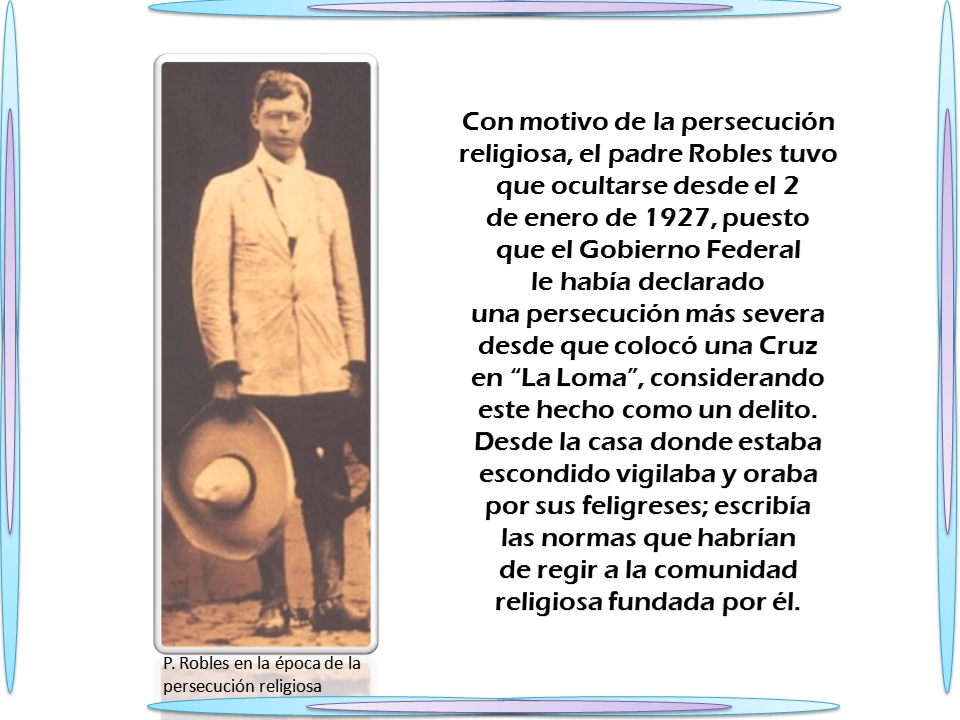 Con motivo de la persecución
religiosa, el padre Robles tuvo
que ocultarse desde el 2
de enero de 1927, puesto
que el Gobierno Federal
le había declarado
una persecución más severa
desde que colocó una Cruz
en “La Loma”, considerando
este hecho como un delito.
Desde la casa donde estaba
escondido vigilaba y oraba
por sus feligreses; escribía
las normas que habrían
de regir a la comunidad
religiosa fundada por él.
P. Robles en la época de la
persecución religiosa